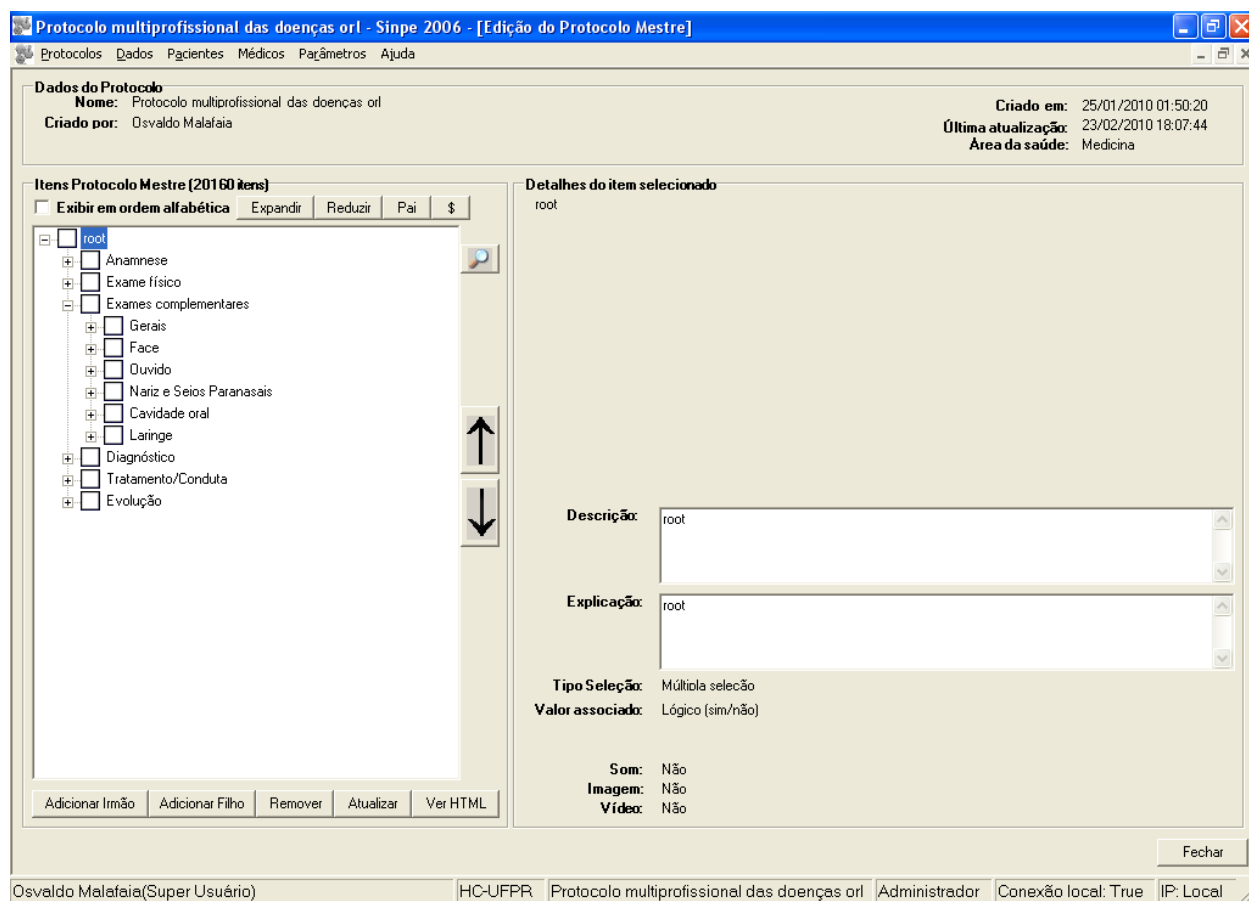 Protocolo multiprofissional das doenças orl - Sinpe 2006 - [Edição do Protocolo Mestre]
Protocolos Dados Pacientes Médicos Parâmetros Ajuda
Dados do Protocolo
Nome: Protocolo multiprofissional das doenças orl
Criado por: Osvaldo Malafaia
Criado em: 25/01/2010 01:50:20
Última atualização: 23/02/2010 18:07:44
Área da saúde: Medicina
Itens Protocolo Mestre (20160 itens)
Exibir em ordem alfabética Expandir Reduzir Pai $
root
Anamnese
Exame físico
Exames complementares
Gerais
Face
Ouvido
Nariz e Seios Paranasais
Cavidade oral
Laringe
Diagnóstico
Tratamento/Conduta
Evolução
Adicionar Irmão Adicionar Filho Remover Atualizar Ver HTML
Detalhes do item selecionado
root
Descrição: root
Explicação: root
Tipo Seleção: Múltipla seleção
Valor associado: Lógico (sim/não)
Som: Não
Imagem: Não
Vídeo: Não
Fechar
Osvaldo Malafaia(Super Usuário) HC-UFPR Protocolo multiprofissional das doenças orl Administrador Conexão local: True IP: Local